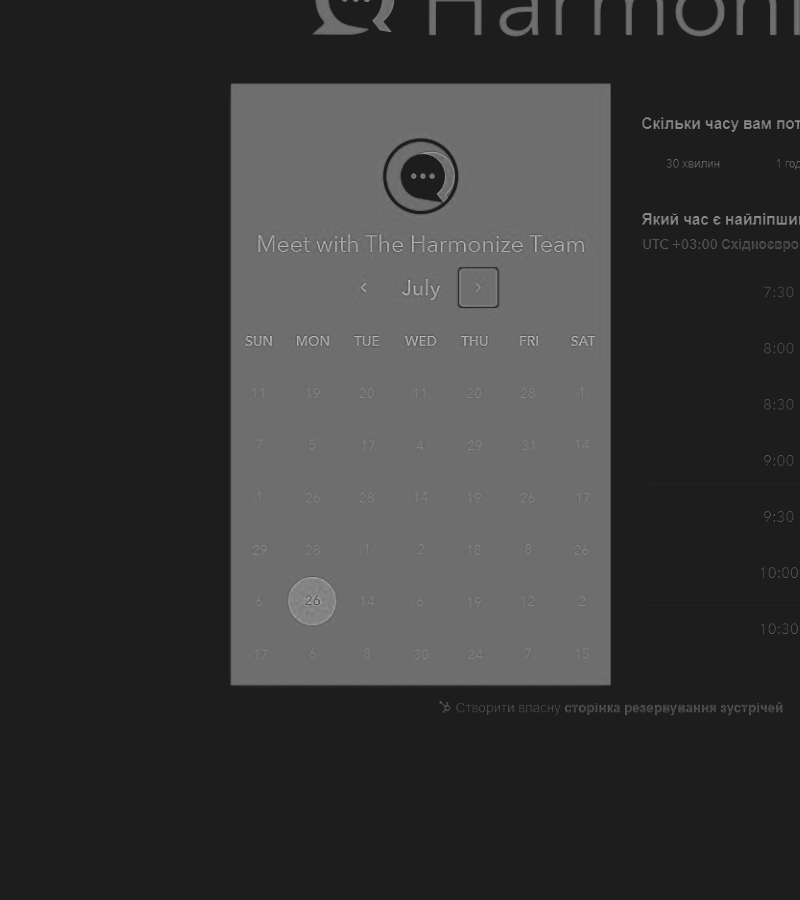 Harmoni
Meet with The Harmonize Team
July
SUN MON TUE WED THU FRI SAT
11 19 20 11 20 28 1
7 5 17 4 29 31 14
1 26 28 14 19 26 17
29 28 1 2 18 8 26
6 26 14 6 19 12 2
17 6 8 30 24 7 15
Скільки часу вам пот
30 хвилин 1 год
Який час є найліпши
UTC +03:00 Східноєвро
7:30
8:00
8:30
9:00
9:30
10:00
10:30
Створити власну сторінка резервування зустрічей